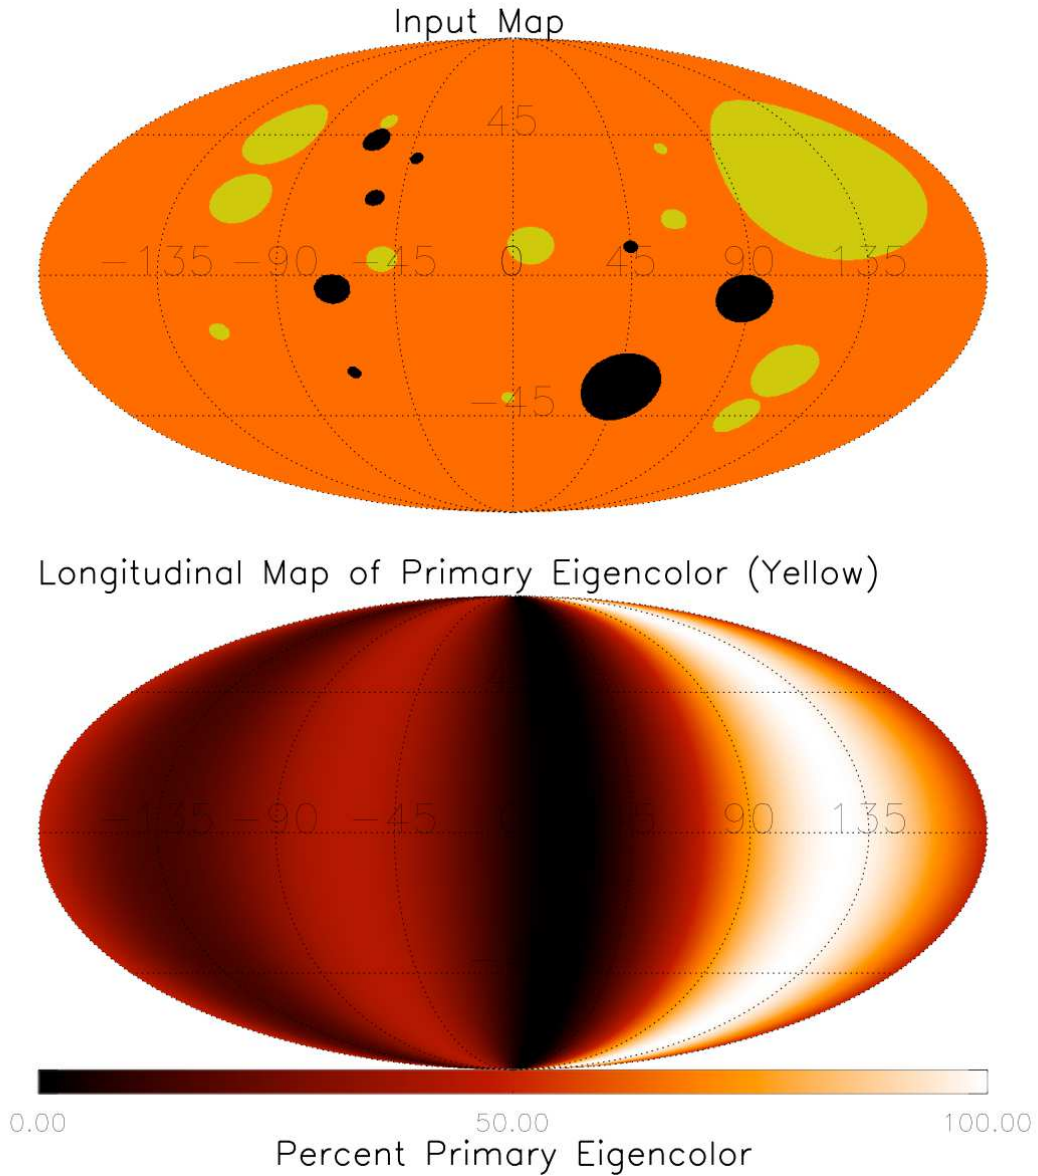 Input Map
45
-135 -90 -45 0 45 90 135
-45
Longitudinal Map of Primary Eigencolor (Yellow)
-135 -90 -45 90 135
0.00 50.00 100.00
Percent Primary Eigencolor